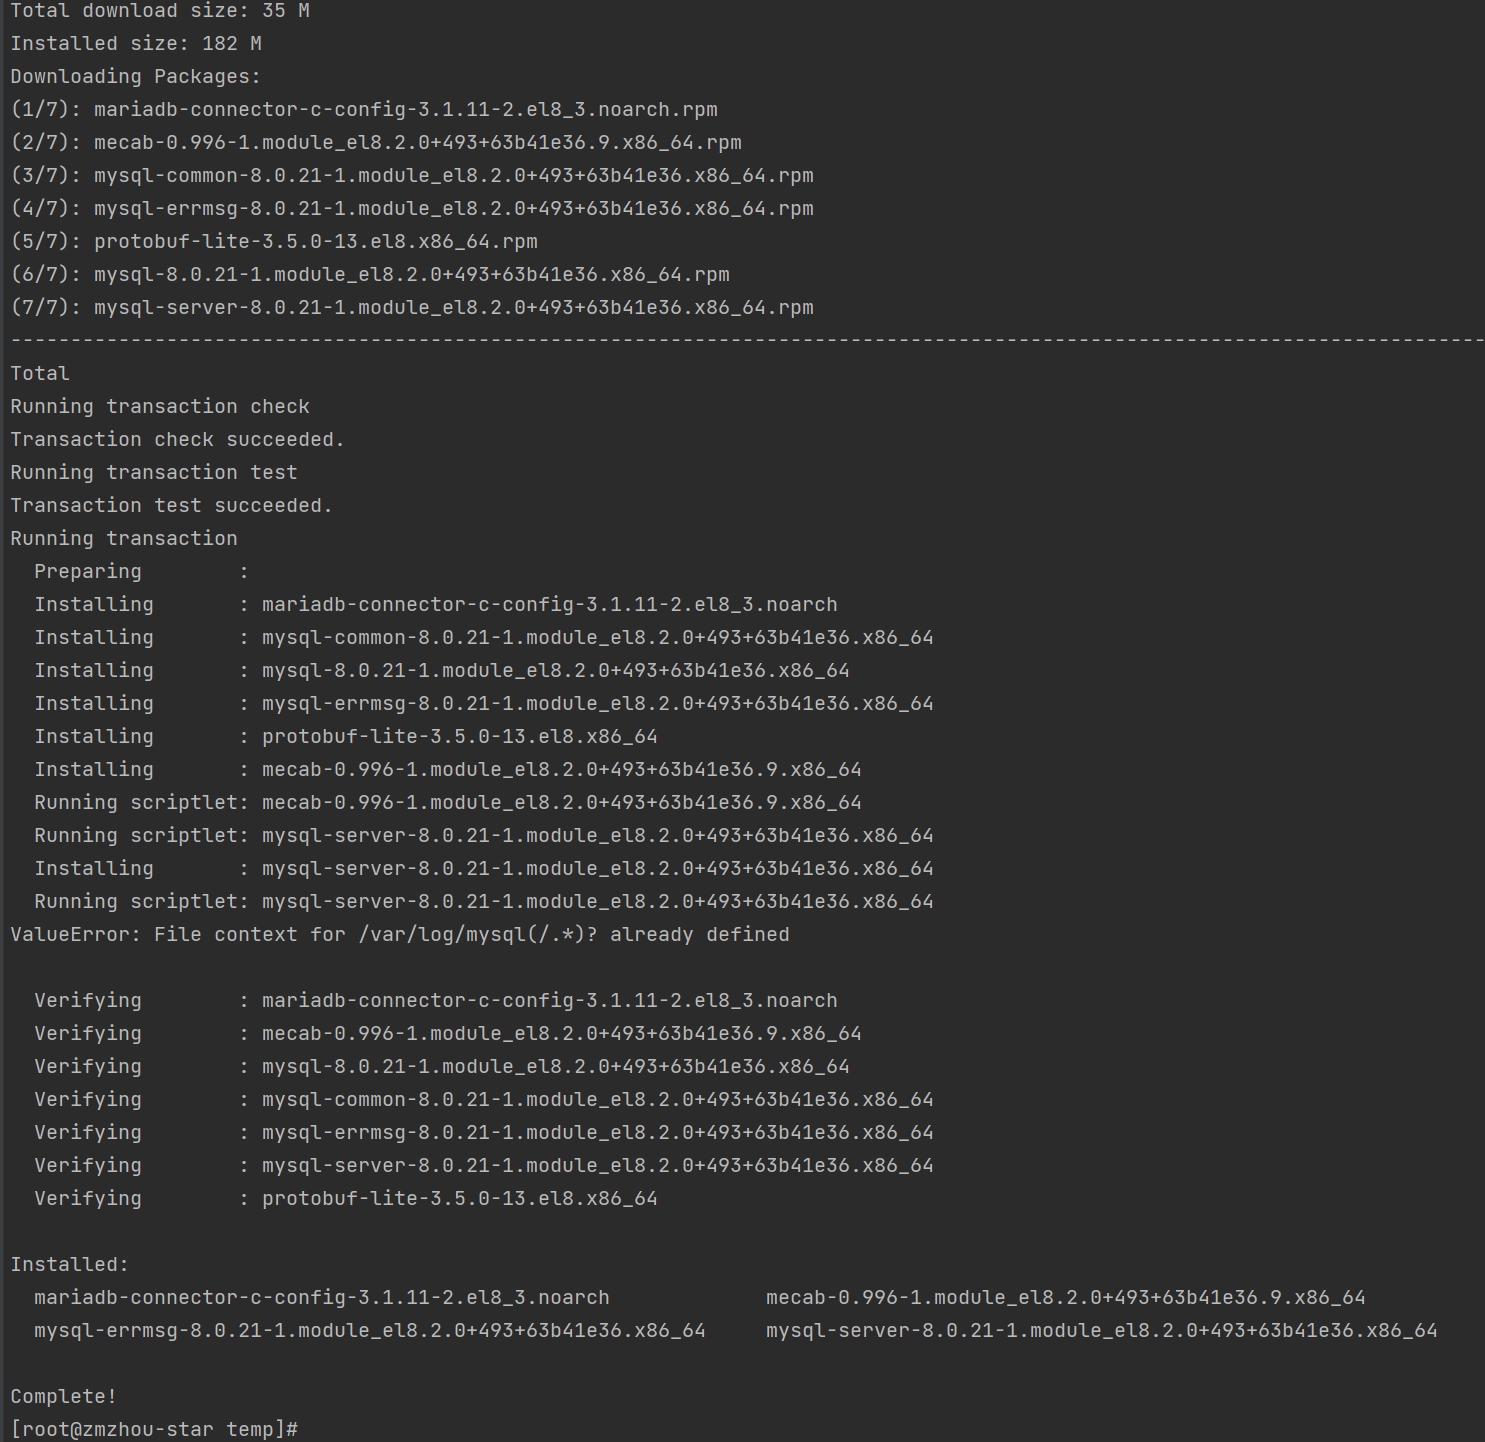 Total download size: 35 M
Installed size: 182 M
Downloading Packages:
(1/7): mariadb-connector-c-config-3.1.11-2.el8_3.noarch.rpm
(2/7): mecab-0.996-1.module_el8.2.0+493+63b41e36.9.x86_64.rpm
(3/7): mysql-common-8.0.21-1.module_el8.2.0+493+63b41e36.x86_64.rpm
(4/7): mysql-errmsg-8.0.21-1.module_el8.2.0+493+63b41e36.x86_64.rpm
(5/7): protobuf-lite-3.5.0-13.el8.x86_64.rpm
(6/7): mysql-8.0.21-1.module_el8.2.0+493+63b41e36.x86_64.rpm
(7/7): mysql-server-8.0.21-1.module_el8.2.0+493+63b41e36.x86_64.rpm
---------------------------------------------------------------------------------------------------------------------------
Total
Running transaction check
Transaction check succeeded.
Running transaction test
Transaction test succeeded.
Running transaction
  Preparing        :
  Installing       : mariadb-connector-c-config-3.1.11-2.el8_3.noarch
  Installing       : mysql-common-8.0.21-1.module_el8.2.0+493+63b41e36.x86_64
  Installing       : mysql-8.0.21-1.module_el8.2.0+493+63b41e36.x86_64
  Installing       : mysql-errmsg-8.0.21-1.module_el8.2.0+493+63b41e36.x86_64
  Installing       : protobuf-lite-3.5.0-13.el8.x86_64
  Installing       : mecab-0.996-1.module_el8.2.0+493+63b41e36.9.x86_64
  Running scriptlet: mecab-0.996-1.module_el8.2.0+493+63b41e36.9.x86_64
  Running scriptlet: mysql-server-8.0.21-1.module_el8.2.0+493+63b41e36.x86_64
  Installing       : mysql-server-8.0.21-1.module_el8.2.0+493+63b41e36.x86_64
  Running scriptlet: mysql-server-8.0.21-1.module_el8.2.0+493+63b41e36.x86_64
ValueError: File context for /var/log/mysql(/.*)? already defined

  Verifying        : mariadb-connector-c-config-3.1.11-2.el8_3.noarch
  Verifying        : mecab-0.996-1.module_el8.2.0+493+63b41e36.9.x86_64
  Verifying        : mysql-8.0.21-1.module_el8.2.0+493+63b41e36.x86_64
  Verifying        : mysql-common-8.0.21-1.module_el8.2.0+493+63b41e36.x86_64
  Verifying        : mysql-errmsg-8.0.21-1.module_el8.2.0+493+63b41e36.x86_64
  Verifying        : mysql-server-8.0.21-1.module_el8.2.0+493+63b41e36.x86_64
  Verifying        : protobuf-lite-3.5.0-13.el8.x86_64

Installed:
  mariadb-connector-c-config-3.1.11-2.el8_3.noarch             mecab-0.996-1.module_el8.2.0+493+63b41e36.9.x86_64
  mysql-errmsg-8.0.21-1.module_el8.2.0+493+63b41e36.x86_64     mysql-server-8.0.21-1.module_el8.2.0+493+63b41e36.x86_64

Complete!
[root@zmzhou-star temp]#